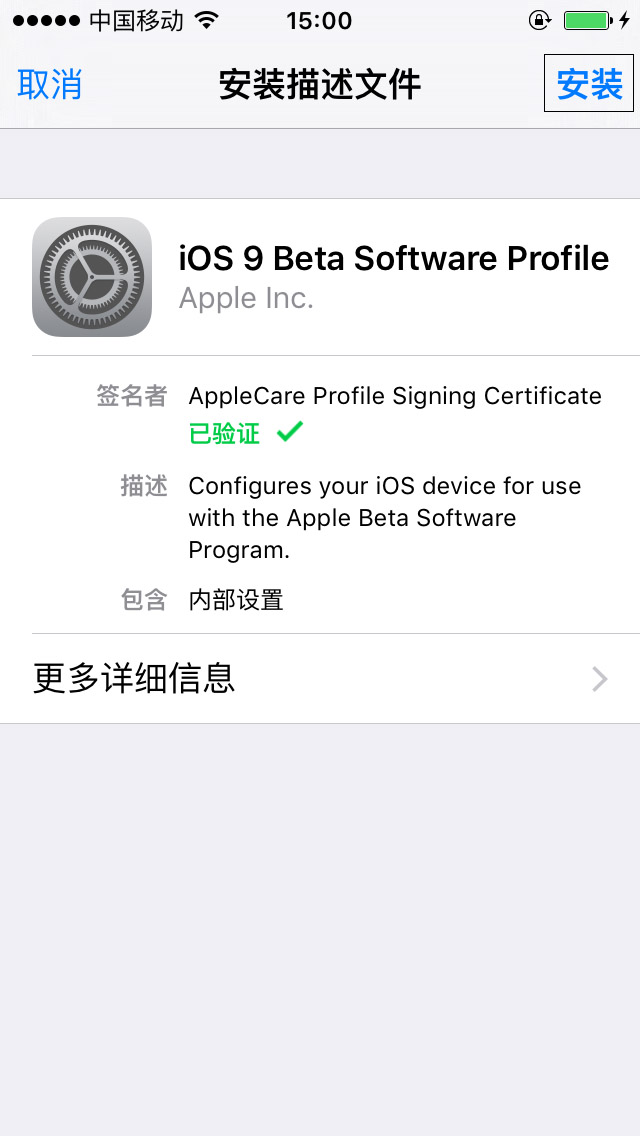 中国移动
15:00
取消
安装描述文件
安装
iOS 9 Beta Software Profile
Apple Inc.
签名者 AppleCare Profile Signing Certificate
已验证
描述 Configures your iOS device for use
with the Apple Beta Software
Program.
包含 内部设置
更多详细信息